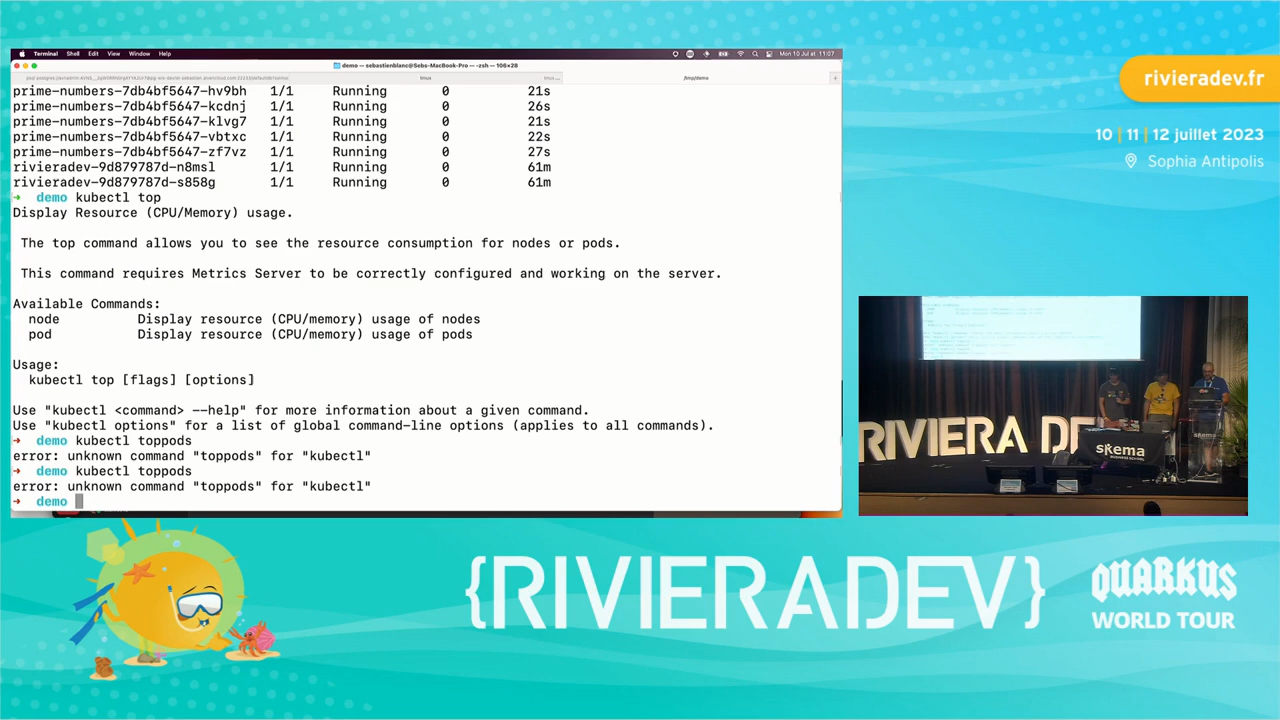 Terminal Shell Edit View Window Help
Mon 10 Jul at 11:07
demo — sebastienblanc@Sebs-MacBook-Pro — -zsh — 106×28
/tmp/demo
prime-numbers-7db4bf5647-hv9bh 1/1 Running 0 21s
prime-numbers-7db4bf5647-kcdnj 1/1 Running 0 26s
prime-numbers-7db4bf5647-klvg7 1/1 Running 0 21s
prime-numbers-7db4bf5647-vbtxc 1/1 Running 0 22s
prime-numbers-7db4bf5647-zf7vz 1/1 Running 0 27s
rivieradev-9d879787d-n8msl 1/1 Running 0 61m
rivieradev-9d879787d-s858g 1/1 Running 0 61m
→ demo kubectl top
Display Resource (CPU/Memory) usage.
The top command allows you to see the resource consumption for nodes or pods.
This command requires Metrics Server to be correctly configured and working on the server.
Available Commands:
node Display resource (CPU/memory) usage of nodes
pod Display resource (CPU/memory) usage of pods
Usage:
kubectl top [flags] [options]
Use "kubectl <command> --help" for more information about a given command.
Use "kubectl options" for a list of global command-line options (applies to all commands).
→ demo kubectl toppods
error: unknown command "toppods" for "kubectl"
→ demo kubectl toppods
error: unknown command "toppods" for "kubectl"
→ demo
rivieradev.fr
10 | 11 | 12 juillet 2023
Sophia Antipolis
RIVIERA DE
skema
BUSINESS SCHOOL
skema
{RIVIERADEV}
QUARKUS
WORLD TOUR